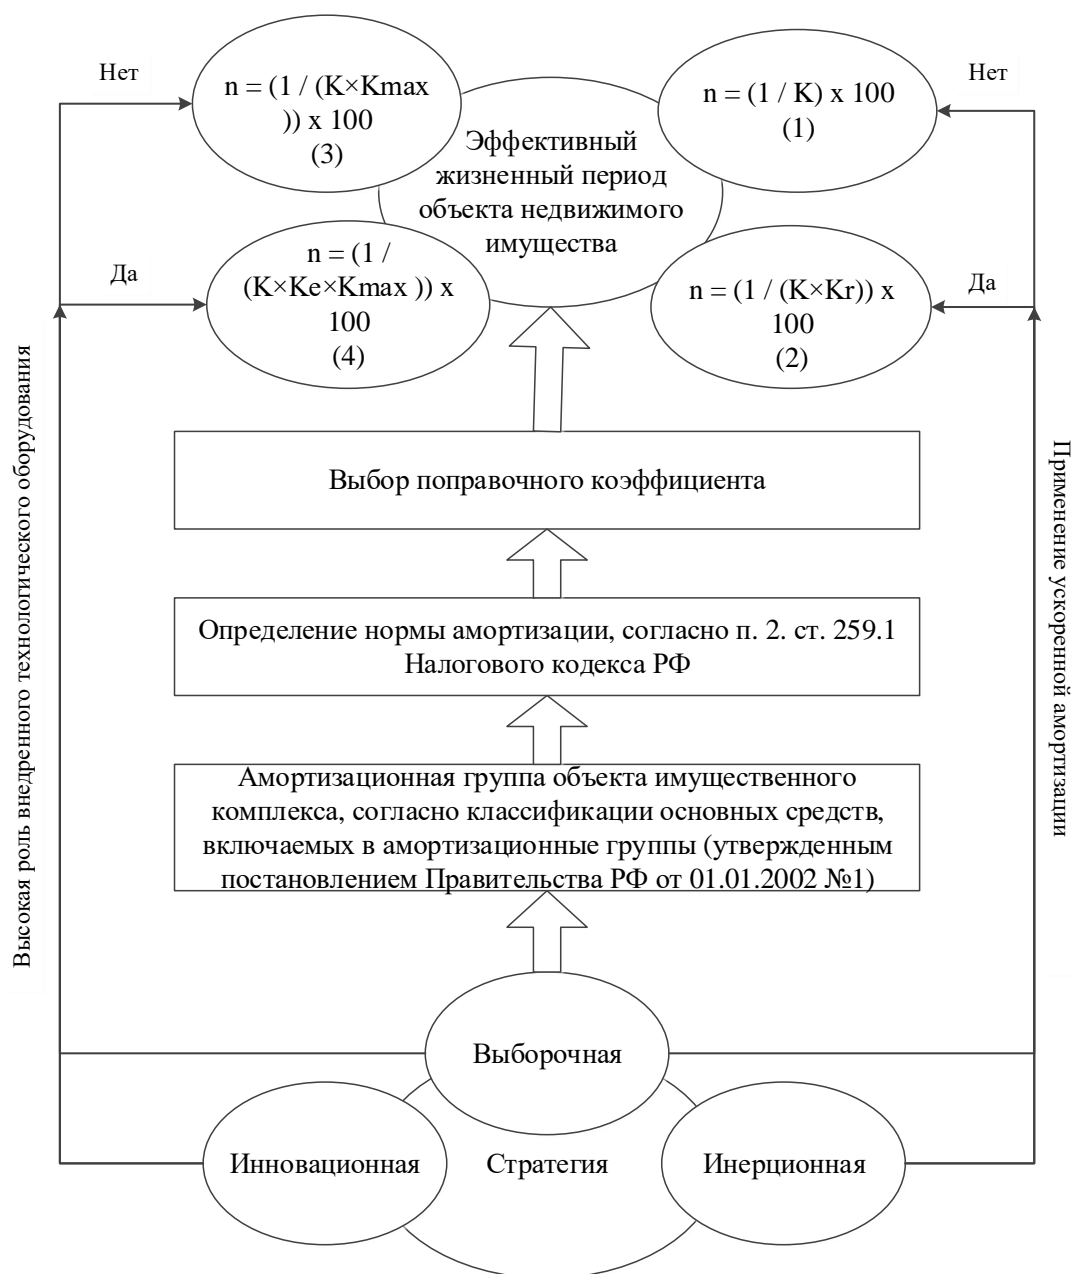 Нет
n = (1 / (K×Kmax
)) x 100
(3)
n = (1 / K) x 100
(1)
Нет
Эффективный
жизненный период
объекта недвижимого
имущества
Да
n = (1 /
(K×Ke×Kmax )) x
100
(4)
n = (1 / (K×Kr)) x
100
(2)
Да
Высокая роль внедренного технологического оборудования
Применение ускоренной амортизации
Выбор поправочного коэффициента
Определение нормы амортизации, согласно п. 2. ст. 259.1
Налогового кодекса РФ
Амортизационная группа объекта имущественного
комплекса, согласно классификации основных средств,
включаемых в амортизационные группы (утвержденным
постановлением Правительства РФ от 01.01.2002 №1)
Выборочная
Инновационная
Стратегия
Инерционная